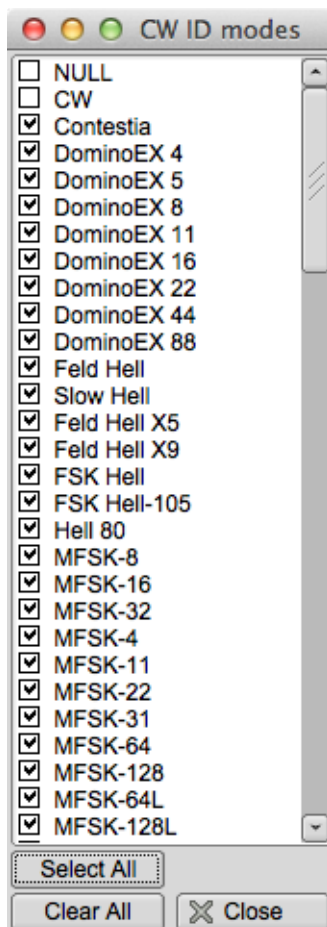 CW ID modes
NULL
CW
Contestia
DominoEX 4
DominoEX 5
DominoEX 8
DominoEX 11
DominoEX 16
DominoEX 22
DominoEX 44
DominoEX 88
Feld Hell
Slow Hell
Feld Hell X5
Feld Hell X9
FSK Hell
FSK Hell-105
Hell 80
MFSK-8
MFSK-16
MFSK-32
MFSK-4
MFSK-11
MFSK-22
MFSK-31
MFSK-64
MFSK-128
MFSK-64L
MFSK-128L
Select All
Clear All
Close